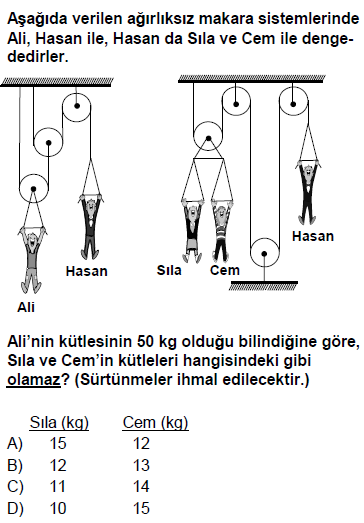 Aşağıda verilen ağırlıksız makara sistemlerinde
Ali, Hasan ile, Hasan da Sıla ve Cem ile denge-
dedirler.
Hasan
Ali
Sıla Cem
Hasan
Ali’nin kütlesinin 50 kg olduğu bilindiğine göre,
Sıla ve Cem’in kütleleri hangisindeki gibi
olamaz? (Sürtünmeler ihmal edilecektir.)
Sıla (kg) Cem (kg)
A) 15 12
B) 12 13
C) 11 14
D) 10 15